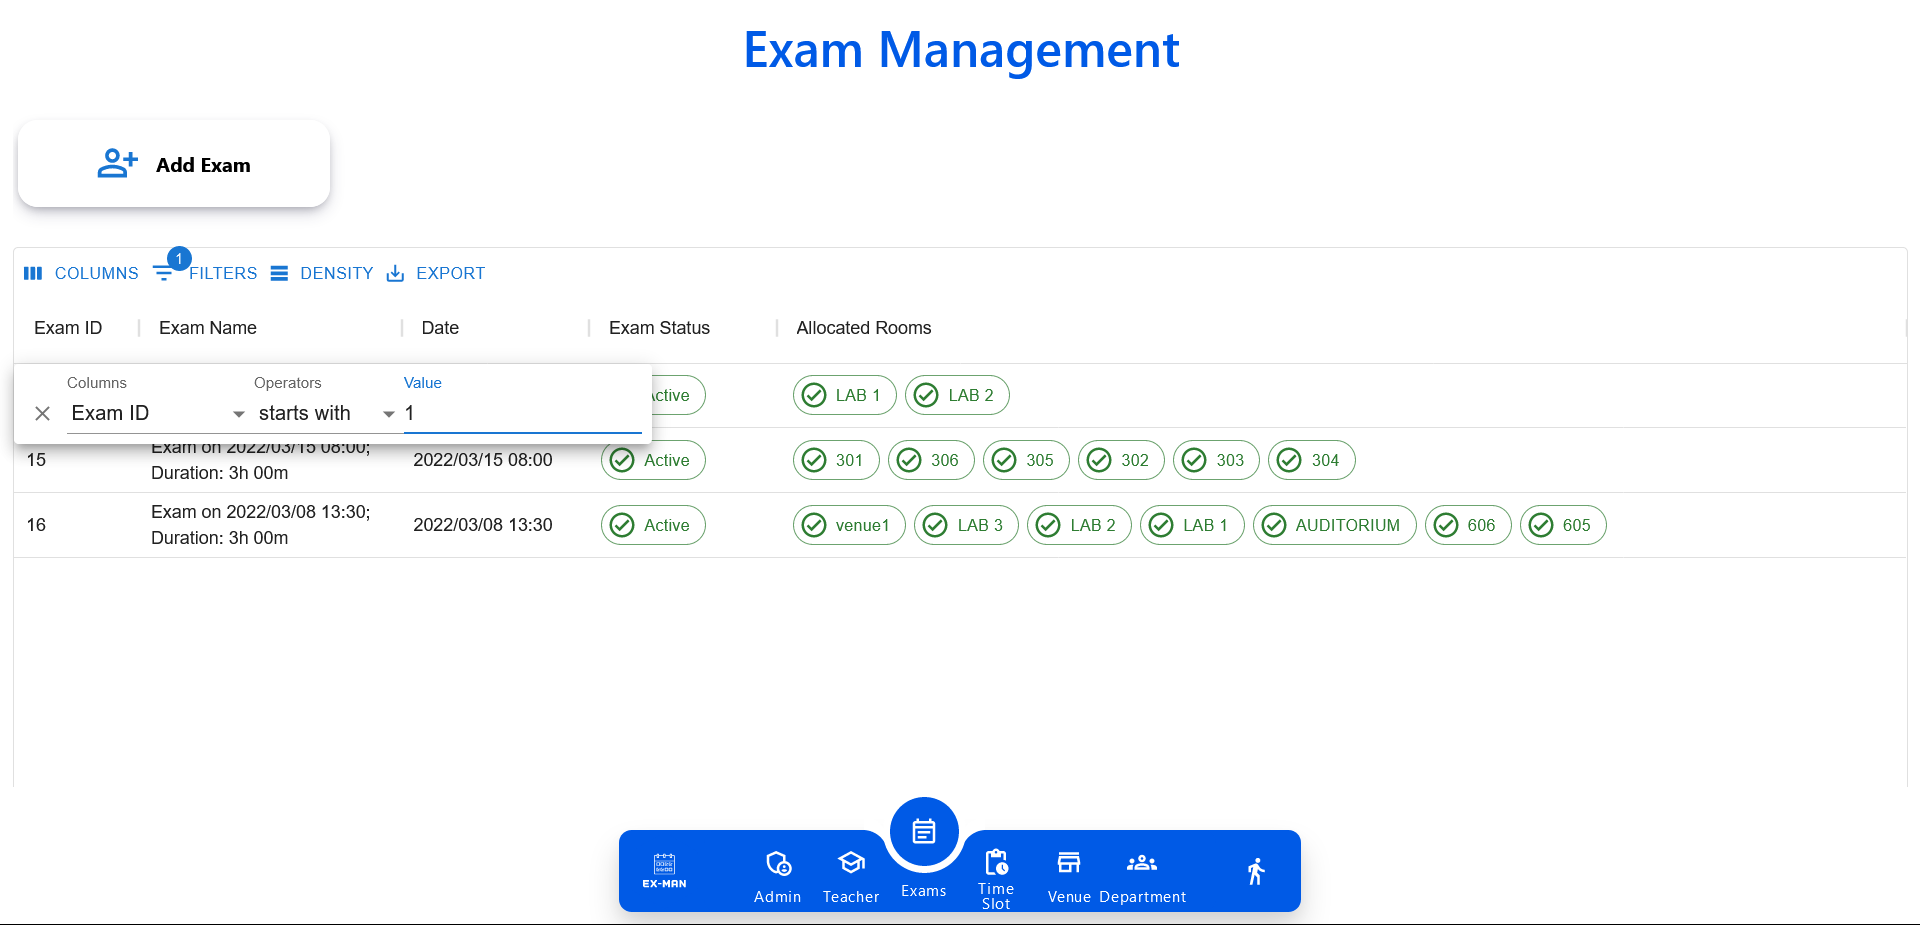 Exam Management
Add Exam
COLUMNS 1 FILTERS DENSITY EXPORT
Exam ID Exam Name Date Exam Status Allocated Rooms
Columns Operators Value
Exam ID starts with 1
LAB 1 LAB 2
Exam on 2022/03/15 08:00;
15 2022/03/15 08:00 Active 301 306 305 302 303 304
Duration: 3h 00m
Exam on 2022/03/08 13:30;
16 2022/03/08 13:30 Active venue1 LAB 3 LAB 2 LAB 1 AUDITORIUM 606 605
Duration: 3h 00m
EX-MAN
Admin Teacher Exams Time Slot Venue Department